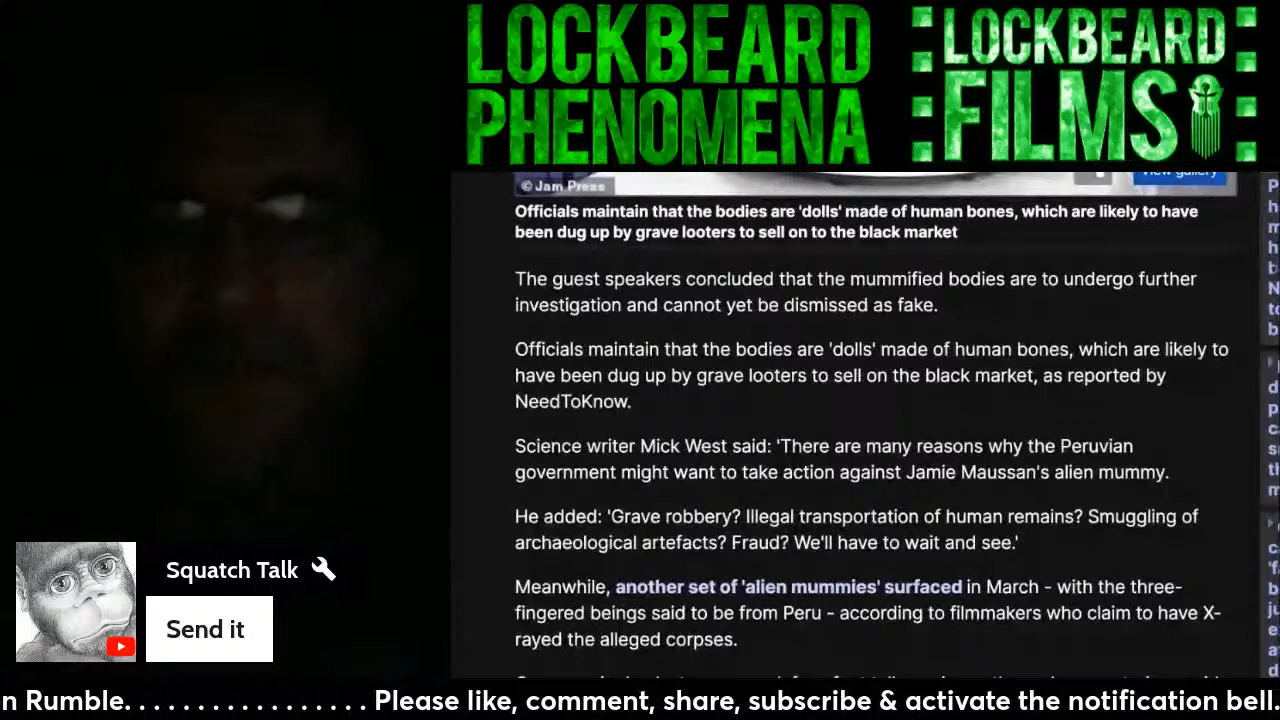 LOCKBEARD
PHENOMENA
LOCKBEARD
FILMS
© Jam Press
View gallery
Officials maintain that the bodies are 'dolls' made of human bones, which are likely to have
been dug up by grave looters to sell on to the black market
The guest speakers concluded that the mummified bodies are to undergo further
investigation and cannot yet be dismissed as fake.
Officials maintain that the bodies are 'dolls' made of human bones, which are likely to
have been dug up by grave looters to sell on the black market, as reported by
NeedToKnow.
Science writer Mick West said: 'There are many reasons why the Peruvian
government might want to take action against Jamie Maussan's alien mummy.
He added: 'Grave robbery? Illegal transportation of human remains? Smuggling of
archaeological artefacts? Fraud? We'll have to wait and see.'
Meanwhile, another set of 'alien mummies' surfaced in March - with the three-
fingered beings said to be from Peru - according to filmmakers who claim to have X-
rayed the alleged corpses.
Squatch Talk
Send it
n Rumble. . . . . . . . . . . . . . . . . Please like, comment, share, subscribe & activate the notification bell.